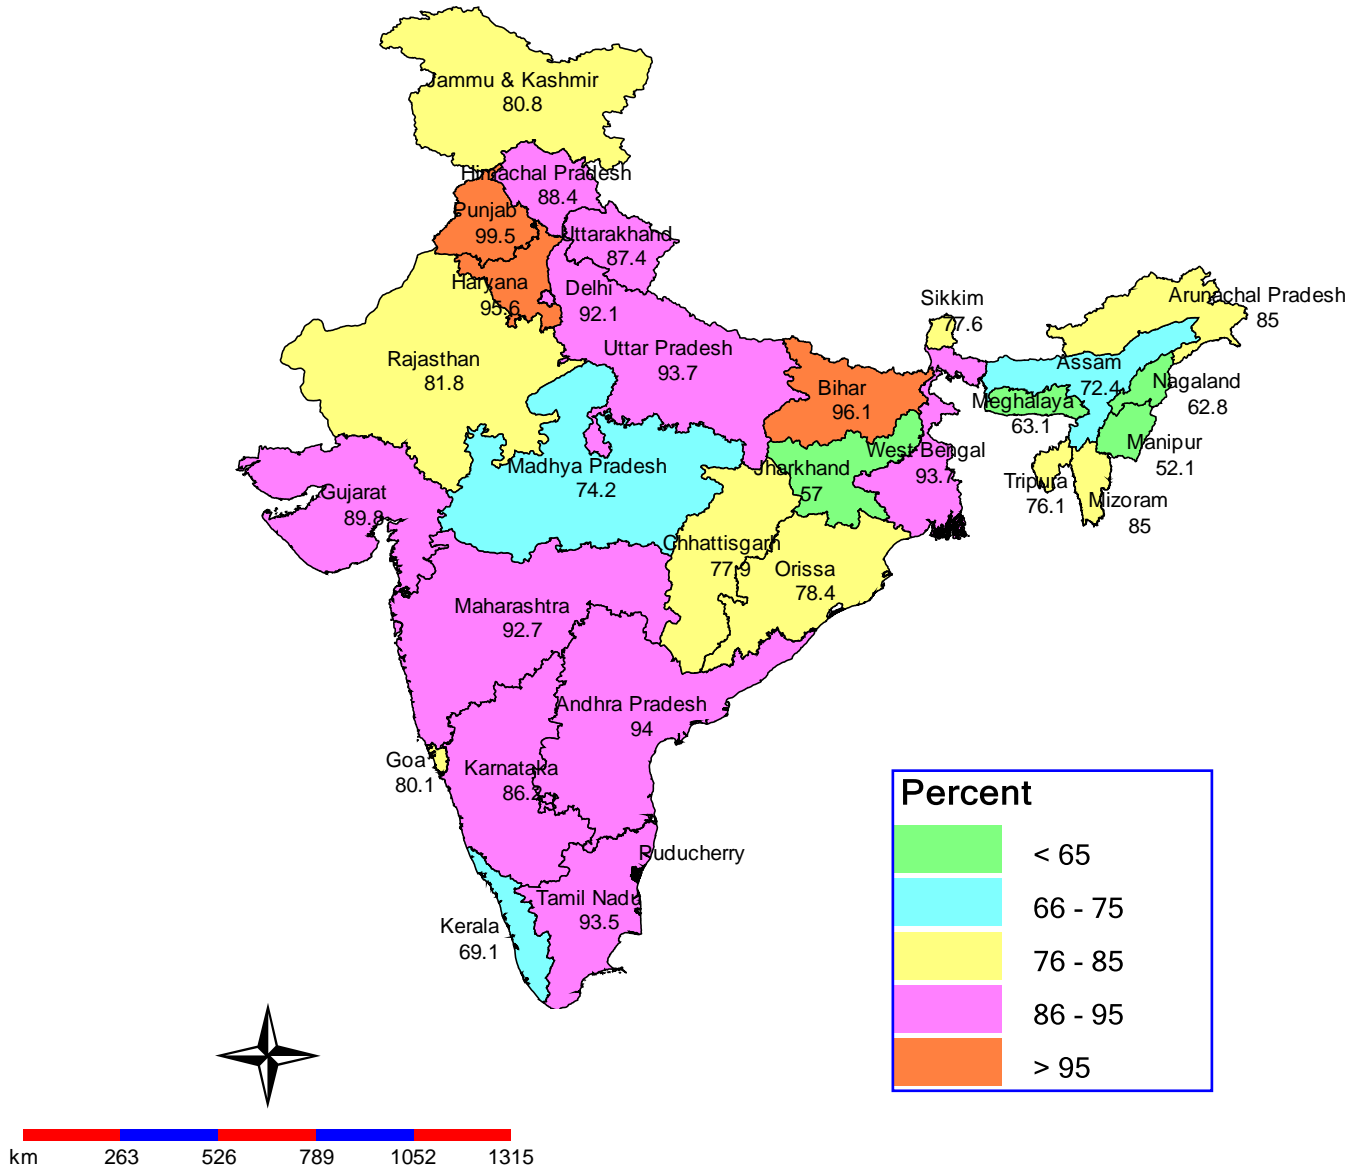 Jammu & Kashmir
80.8
Himachal Pradesh
88.4
Punjab
99.5
Uttarakhand
87.4
Haryana
95.6
Delhi
92.1
Sikkim
77.6
Arunachal Pradesh
85
Rajasthan
81.8
Uttar Pradesh
93.7
Bihar
96.1
Assam
72.4
Nagaland
62.8
Meghalaya
63.1
Manipur
52.1
Madhya Pradesh
74.2
Jharkhand
57
West Bengal
93.7
Tripura
76.1
Mizoram
85
Gujarat
89.8
Chhattisgarh
77.9
Orissa
78.4
Maharashtra
92.7
Andhra Pradesh
94
Goa
80.1
Karnataka
86.2
Puducherry
Tamil Nadu
93.5
Kerala
69.1
Percent
< 65
66 - 75
76 - 85
86 - 95
> 95
km 263 526 789 1052 1315